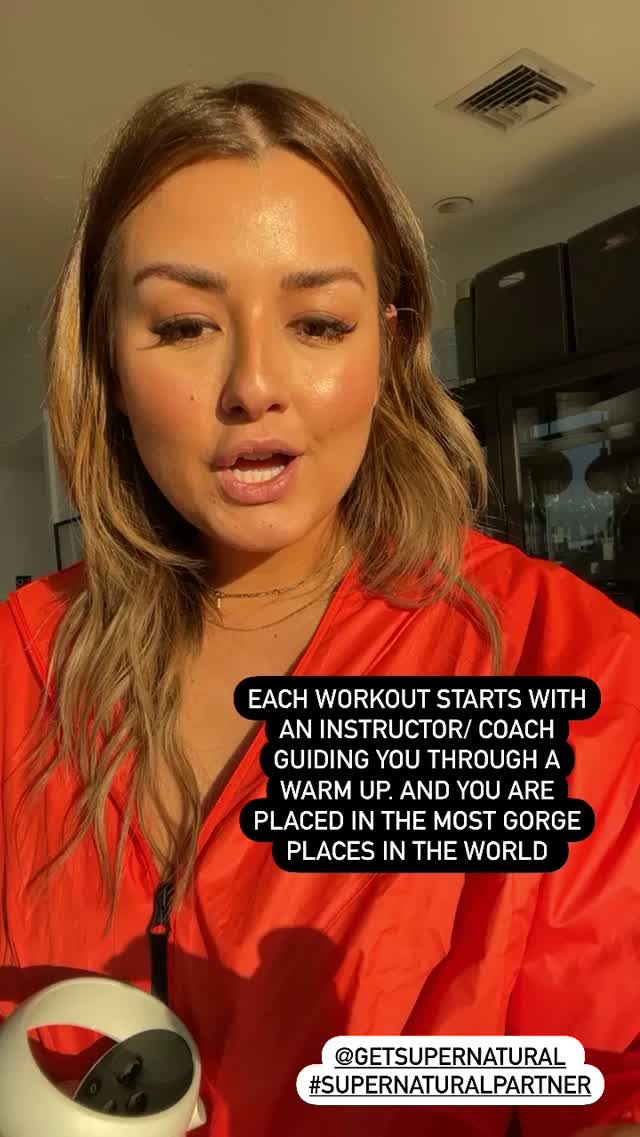 EACH WORKOUT STARTS WITH
AN INSTRUCTOR/ COACH
GUIDING YOU THROUGH A
WARM UP. AND YOU ARE
PLACED IN THE MOST GORGE
PLACES IN THE WORLD
@GETSUPERNATURAL
#SUPERNATURALPARTNER